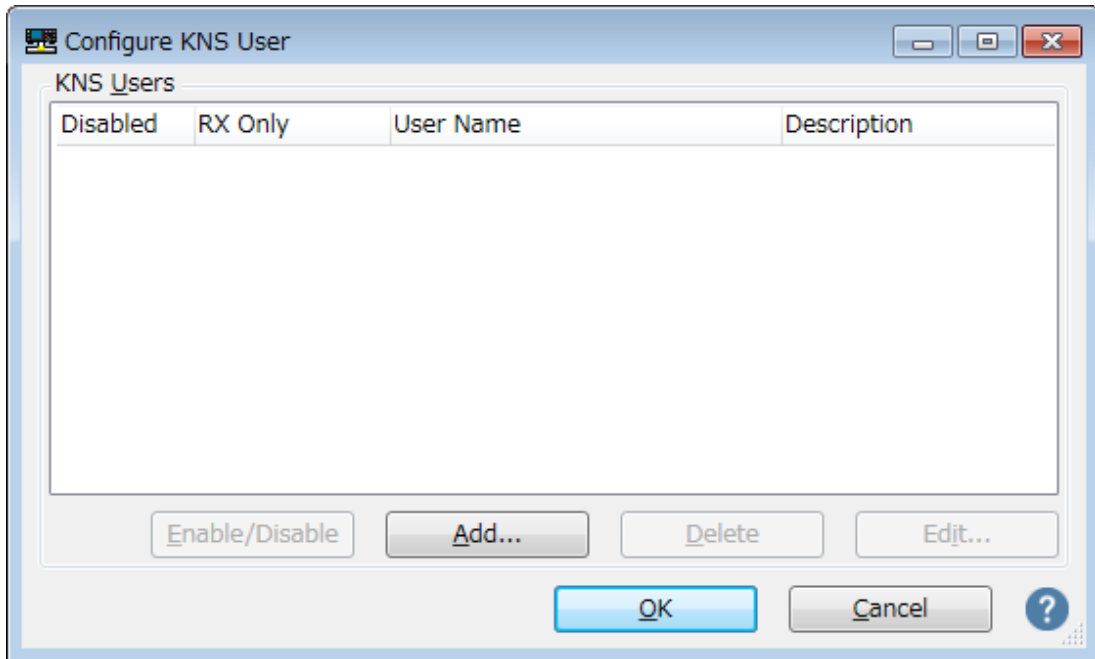 Configure KNS User
KNS Users
Disabled RX Only User Name Description
Enable/Disable Add... Delete Edit...
OK Cancel ?